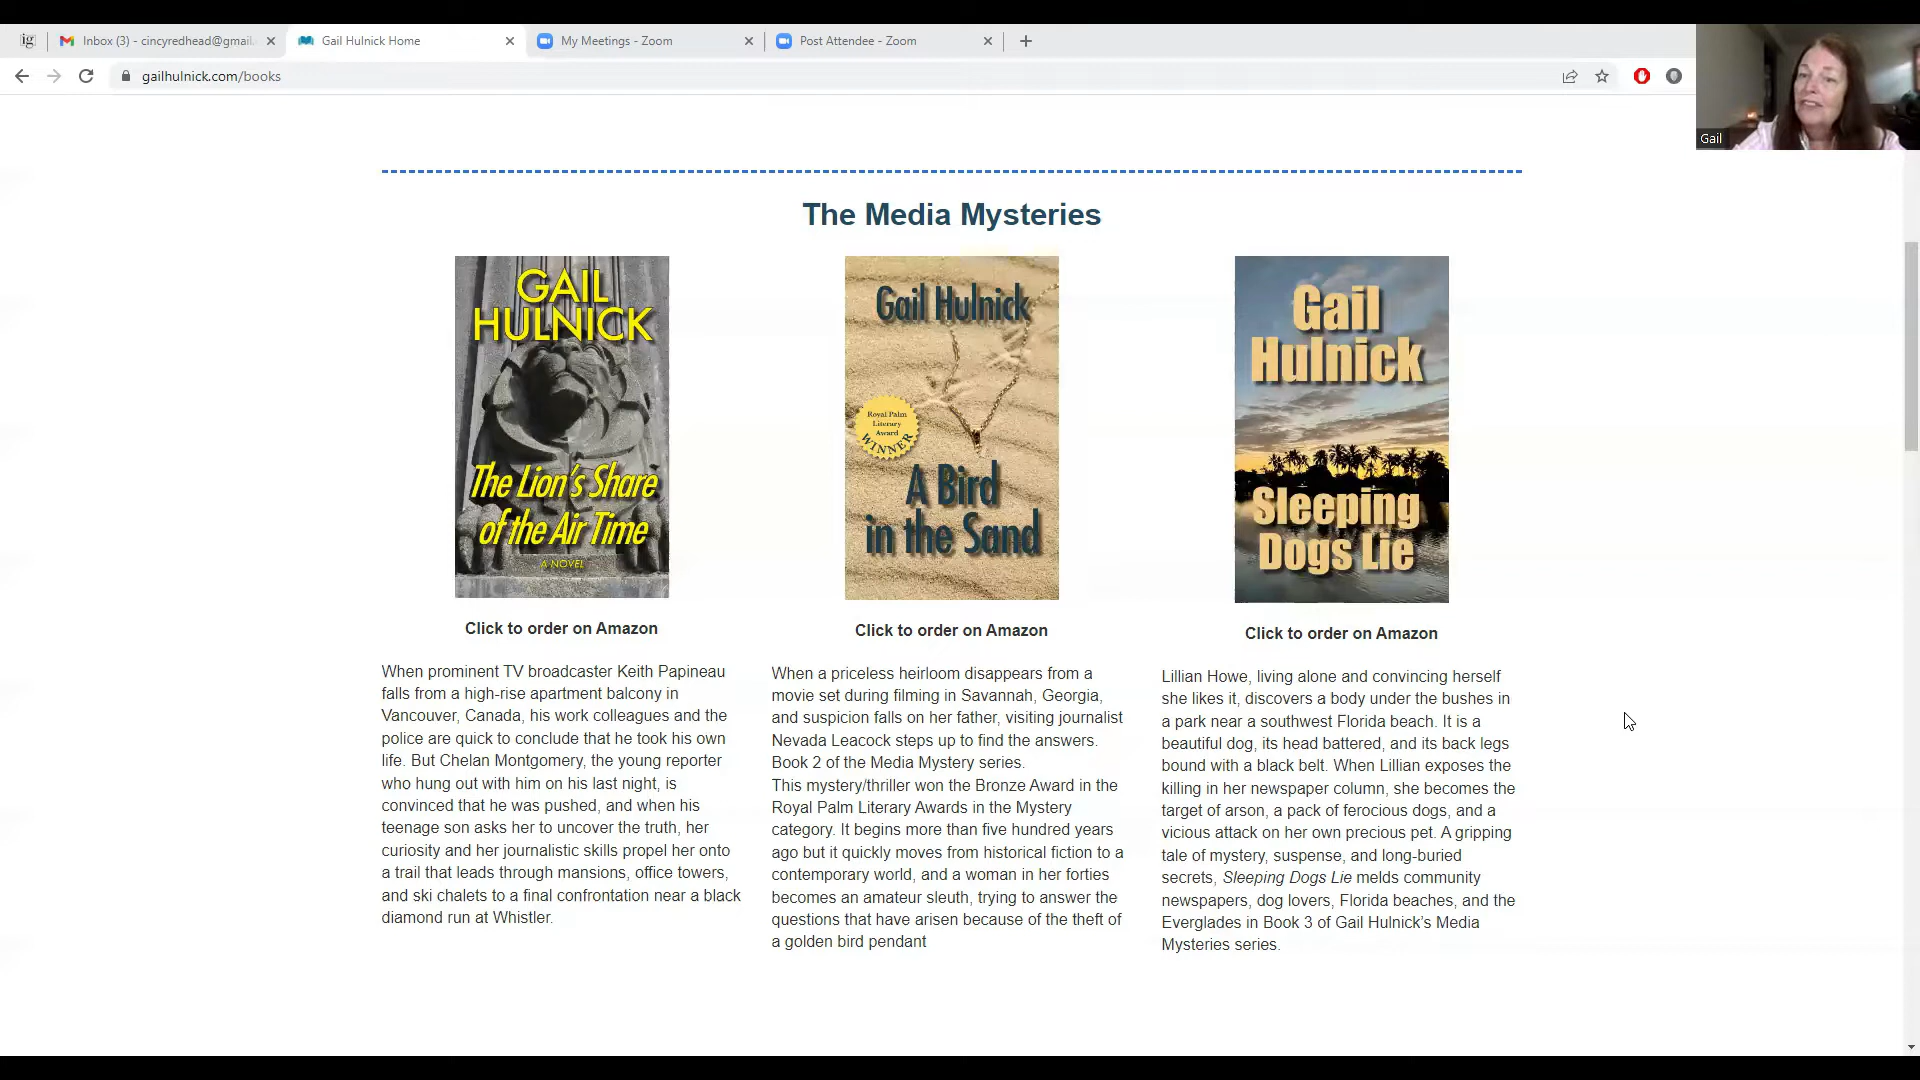 ig
Inbox (3) - cincyredhead@gmail.
Gail Hulnick Home
My Meetings - Zoom
Post Attendee - Zoom
gailhulnick.com/books
Gail
The Media Mysteries
GAIL
HULNICK
The Lion's Share
of the Air Time
A NOVEL
Click to order on Amazon
When prominent TV broadcaster Keith Papineau
falls from a high-rise apartment balcony in
Vancouver, Canada, his work colleagues and the
police are quick to conclude that he took his own
life. But Chelan Montgomery, the young reporter
who hung out with him on his last night, is
convinced that he was pushed, and when his
teenage son asks her to uncover the truth, her
curiosity and her journalistic skills propel her onto
a trail that leads through mansions, office towers,
and ski chalets to a final confrontation near a black
diamond run at Whistler.
Gail Hulnick
Royal Palm
Literary
Award
WINNER
A Bird
in the Sand
Click to order on Amazon
When a priceless heirloom disappears from a
movie set during filming in Savannah, Georgia,
and suspicion falls on her father, visiting journalist
Nevada Leacock steps up to find the answers.
Book 2 of the Media Mystery series.
This mystery/thriller won the Bronze Award in the
Royal Palm Literary Awards in the Mystery
category. It begins more than five hundred years
ago but it quickly moves from historical fiction to a
contemporary world, and a woman in her forties
becomes an amateur sleuth, trying to answer the
questions that have arisen because of the theft of
a golden bird pendant
Gail
Hulnick
Sleeping
Dogs Lie
Click to order on Amazon
Lillian Howe, living alone and convincing herself
she likes it, discovers a body under the bushes in
a park near a southwest Florida beach. It is a
beautiful dog, its head battered, and its back legs
bound with a black belt. When Lillian exposes the
killing in her newspaper column, she becomes the
target of arson, a pack of ferocious dogs, and a
vicious attack on her own precious pet. A gripping
tale of mystery, suspense, and long-buried
secrets, Sleeping Dogs Lie melds community
newspapers, dog lovers, Florida beaches, and the
Everglades in Book 3 of Gail Hulnick’s Media
Mysteries series.